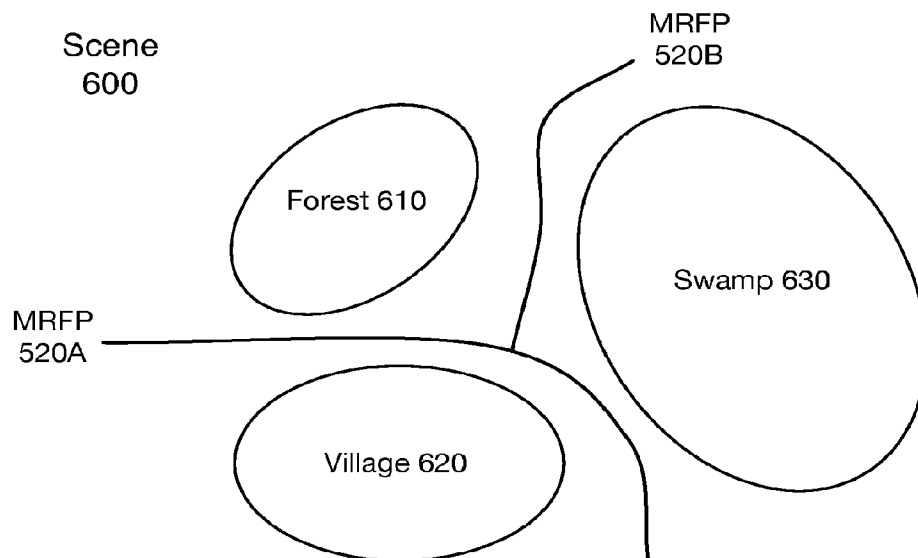 Scene
600
MRFP
520B
Forest 610
Swamp 630
MRFP
520A
Village 620